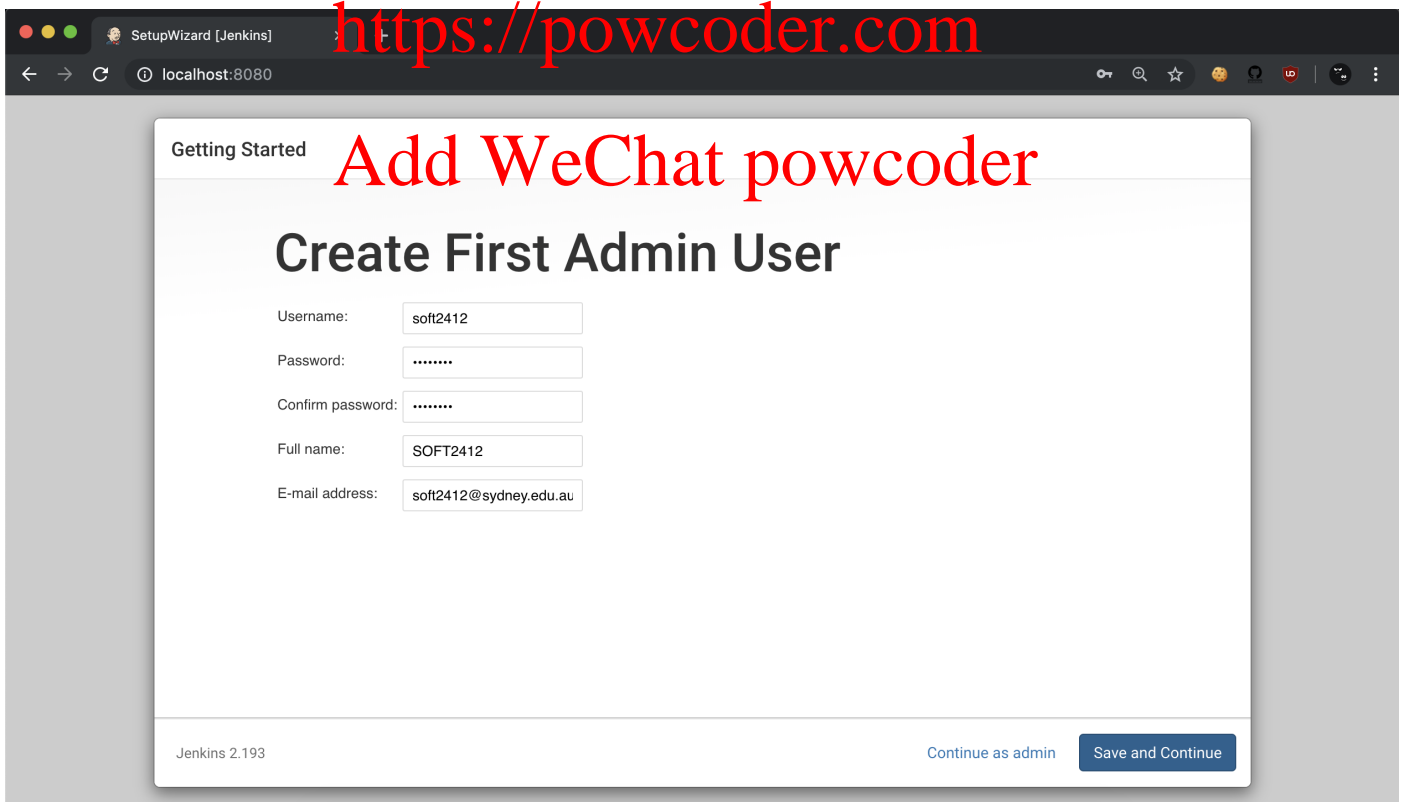 https://powcoder.com
SetupWizard [Jenkins]
localhost:8080
Getting Started
Add WeChat powcoder
Create First Admin User
Username: soft2412
Password: ••••••••
Confirm password: ••••••••
Full name: SOFT2412
E-mail address: soft2412@sydney.edu.au
Jenkins 2.193
Continue as admin
Save and Continue